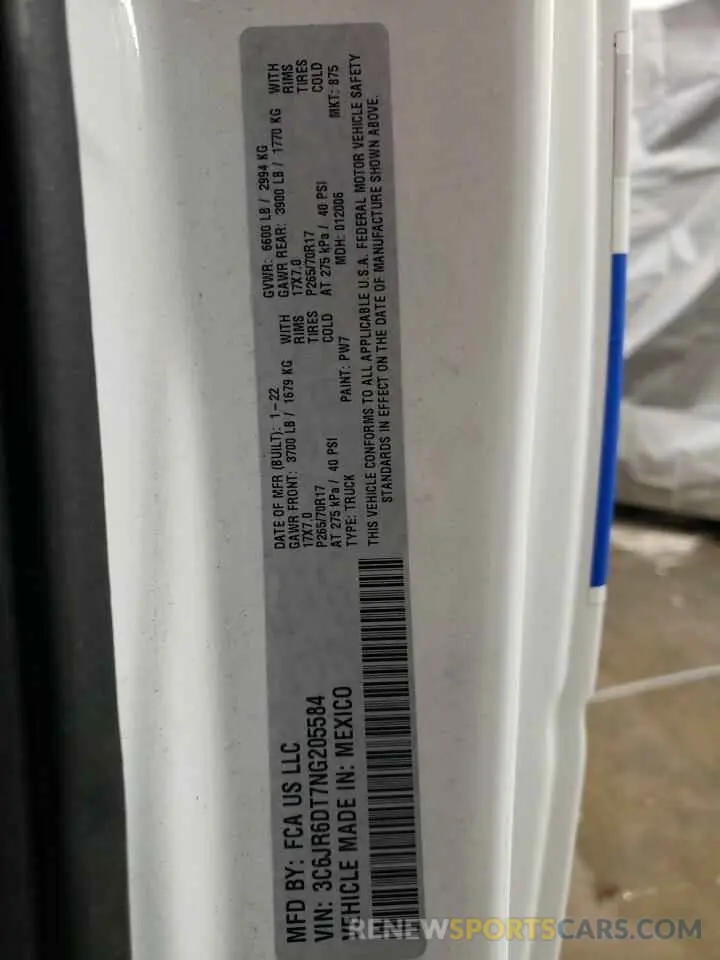 MFD BY: FCA US LLC
VIN: 3C6JR6DT7NG205584
VEHICLE MADE IN: MEXICO
DATE OF MFR (BUILT): 1-22
GAWR FRONT: 3700 LB / 1679 KG WITH
17X7.0 RIMS
P265/70R17 TIRES
AT 275 kPa / 40 PSI COLD
TYPE: TRUCK PAINT: PW7
GVWR: 6600 LB / 2994 KG
GAWR REAR: 3900 LB / 1770 KG WITH
17X7.0 RIMS
P265/70R17 TIRES
AT 275 kPa / 40 PSI COLD
MDH: 012006 MKT: 875
THIS VEHICLE CONFORMS TO ALL APPLICABLE U.S.A. FEDERAL MOTOR VEHICLE SAFETY
STANDARDS IN EFFECT ON THE DATE OF MANUFACTURE SHOWN ABOVE.
RENEWSPORTSCARS.COM